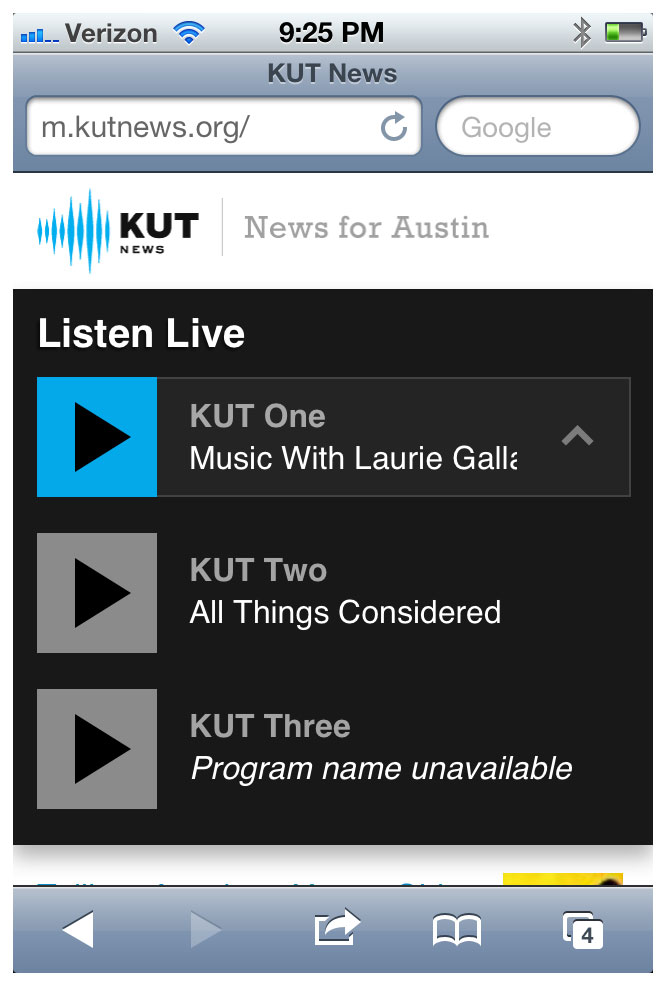 Verizon 9:25 PM
KUT News
m.kutnews.org/ Google
KUT
NEWS
News for Austin
Listen Live
KUT One
Music With Laurie Galla
KUT Two
All Things Considered
KUT Three
Program name unavailable
4